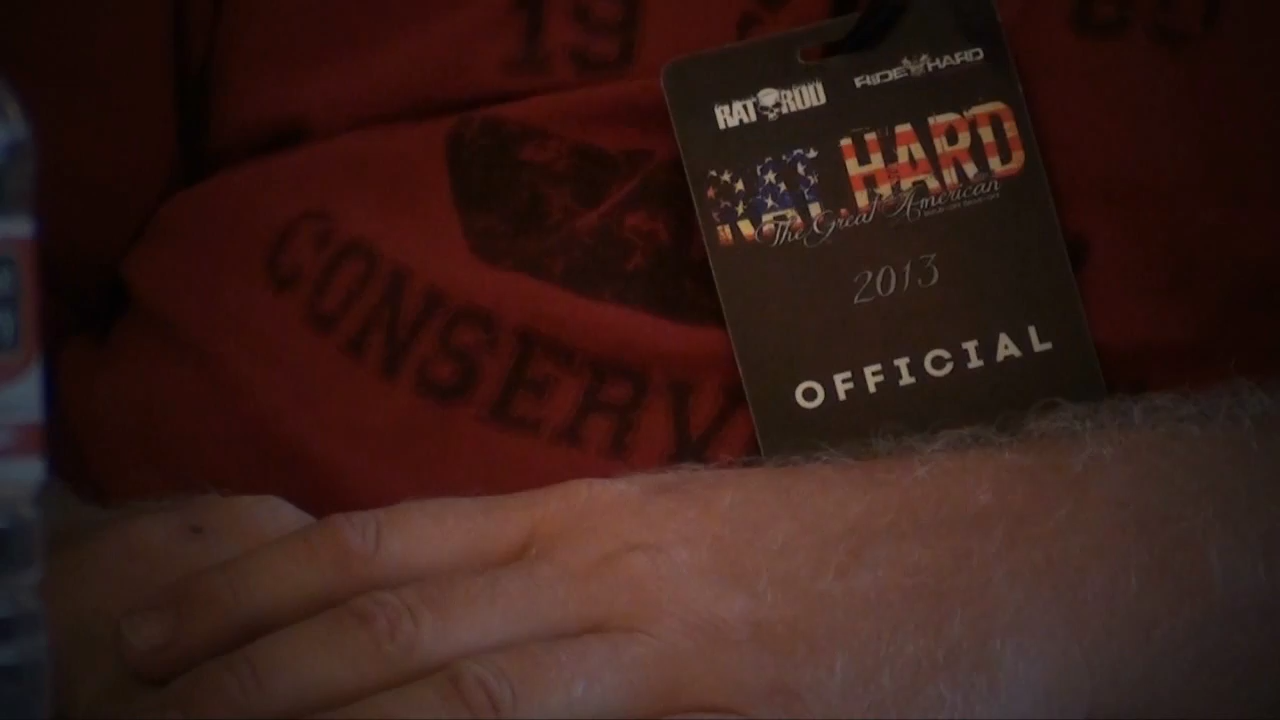 19
RAT ROD
RIDE HARD
RAT.HARD
The Great American
2013
OFFICIAL
CONSERV